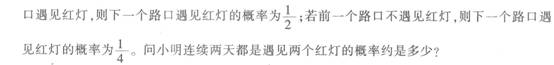 口遇见红灯,则下一个路口遇见红灯的概率为1/2;若前一个路口不遇见红灯,则下一个路口遇
见红灯的概率为1/4。问小明连续两天都是遇见两个红灯的概率约是多少?